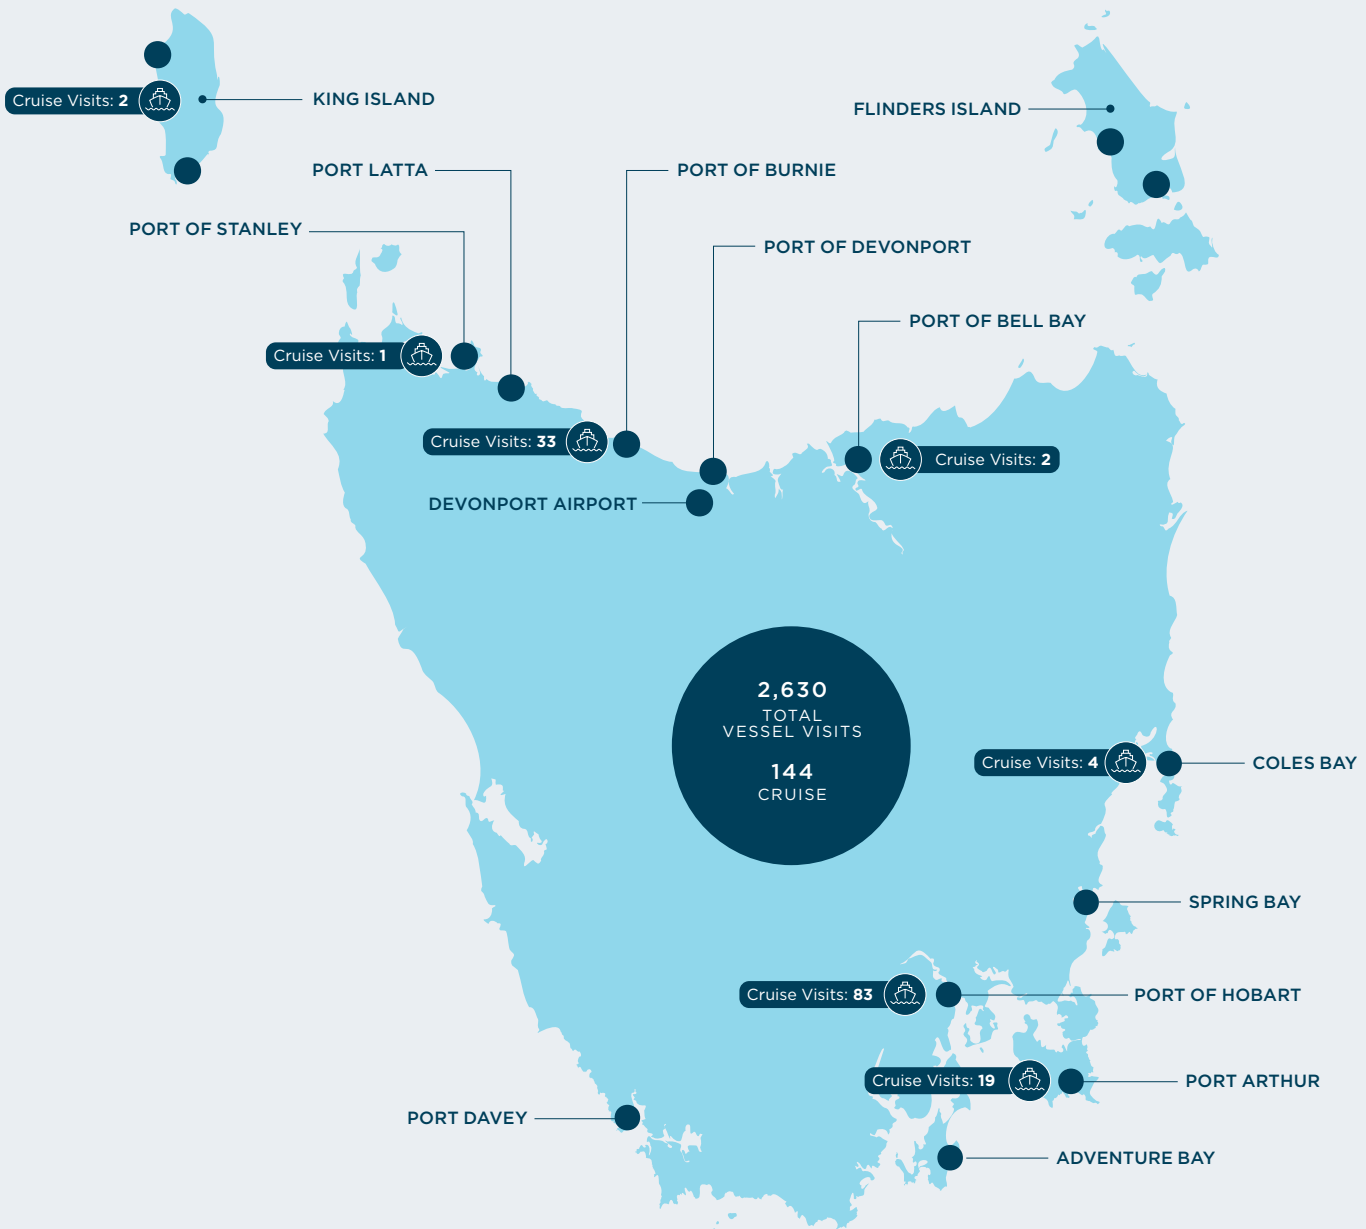 Cruise Visits: 2
KING ISLAND
FLINDERS ISLAND
PORT LATTA
PORT OF BURNIE
PORT OF STANLEY
PORT OF DEVONPORT
PORT OF BELL BAY
Cruise Visits: 1
Cruise Visits: 33
Cruise Visits: 2
DEVONPORT AIRPORT
2,630
TOTAL
VESSEL VISITS
144
CRUISE
Cruise Visits: 4
COLES BAY
SPRING BAY
Cruise Visits: 83
PORT OF HOBART
Cruise Visits: 19
PORT ARTHUR
PORT DAVEY
ADVENTURE BAY